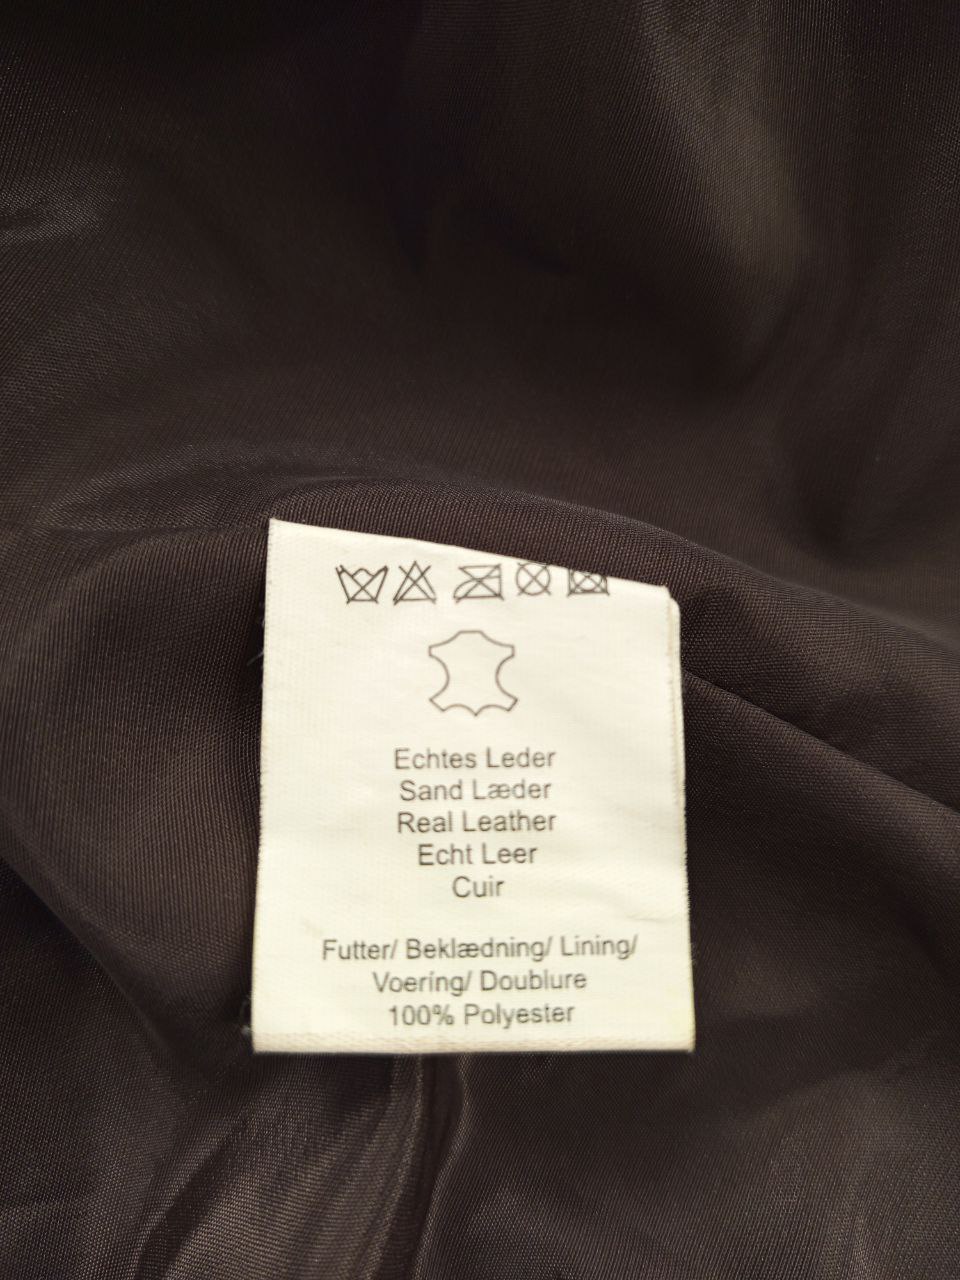 Echtes Leder
Sand Læder
Real Leather
Echt Leer
Cuir
Futter/ Beklædning/ Lining/
Voering/ Doublure
100% Polyester